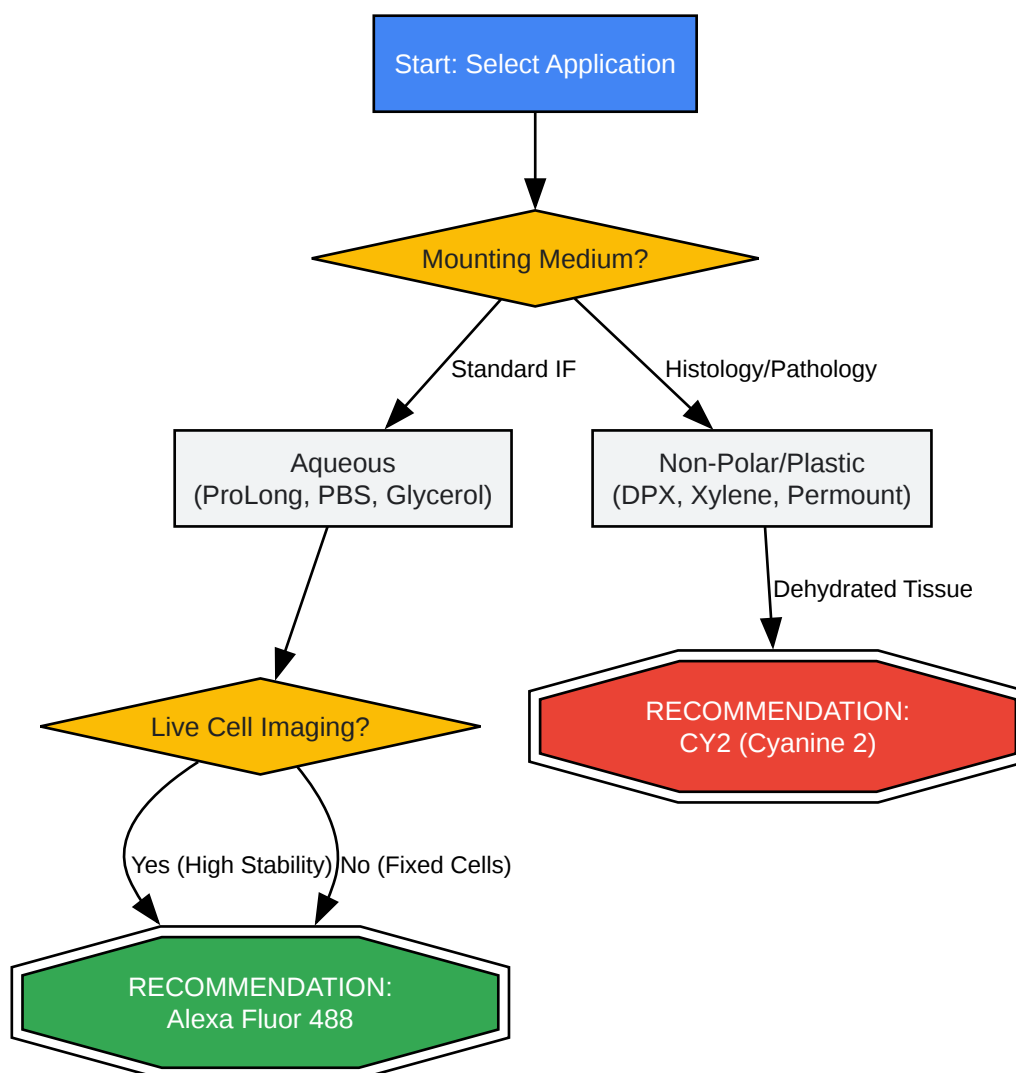 Start: Select Application
Mounting Medium?
Standard IF
Histology/Pathology
Aqueous
(ProLong, PBS, Glycerol)
Non-Polar/Plastic
(DPX, Xylene, Permount)
Dehydrated Tissue
RECOMMENDATION:
CY2 (Cyanine 2)
Live Cell Imaging?
Yes (High Stability)
No (Fixed Cells)
RECOMMENDATION:
Alexa Fluor 488